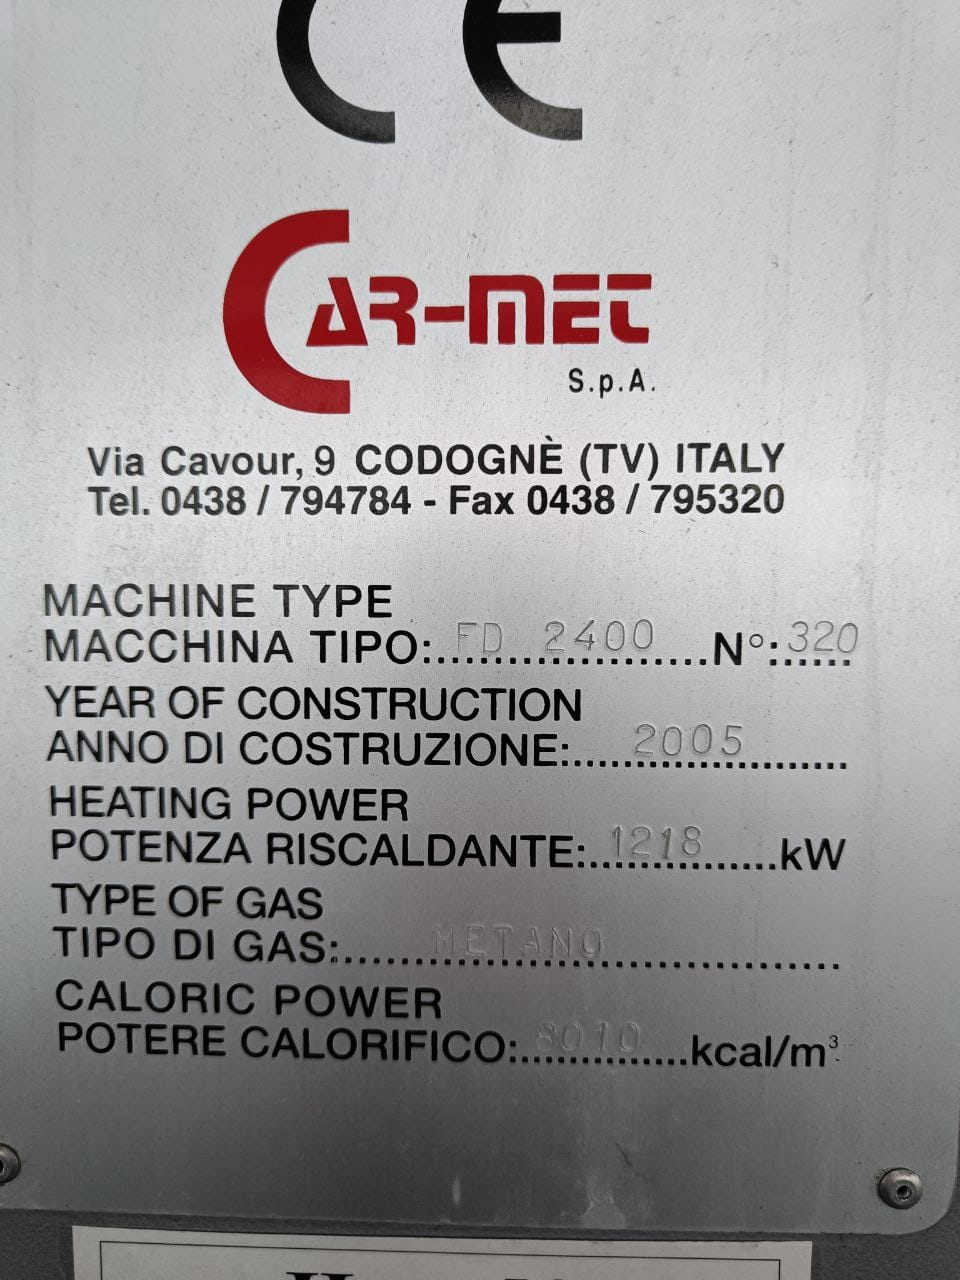 CE
CAR-MET
S.p.A.
Via Cavour, 9 CODOGNÈ (TV) ITALY
Tel. 0438 / 794784 - Fax 0438 / 795320
MACHINE TYPE
MACCHINA TIPO: FD 2400 N°: 320
YEAR OF CONSTRUCTION
ANNO DI COSTRUZIONE: 2005
HEATING POWER
POTENZA RISCALDANTE: 1218 kW
TYPE OF GAS
TIPO DI GAS: METANO
CALORIC POWER
POTERE CALORIFICO: 8010 kcal/m³